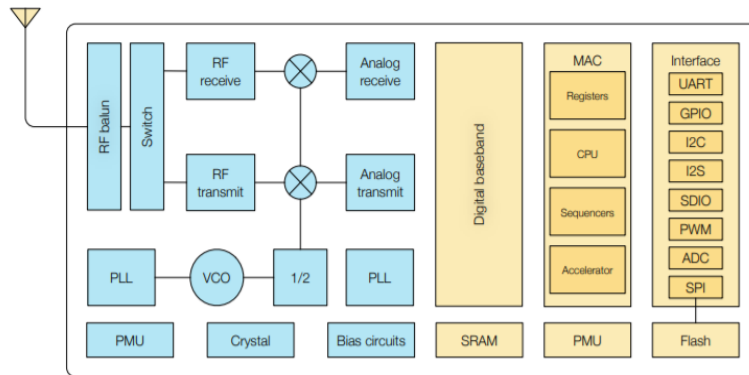 RF balun
Switch
RF
receive
Analog
receive
RF
transmit
Analog
transmit
PLL
VCO
1/2
PLL
PMU
Crystal
Bias circuits
Digital baseband
SRAM
MAC
Registers
CPU
Sequencers
Accelerator
PMU
Interface
UART
GPIO
I2C
I2S
SDIO
PWM
ADC
SPI
Flash